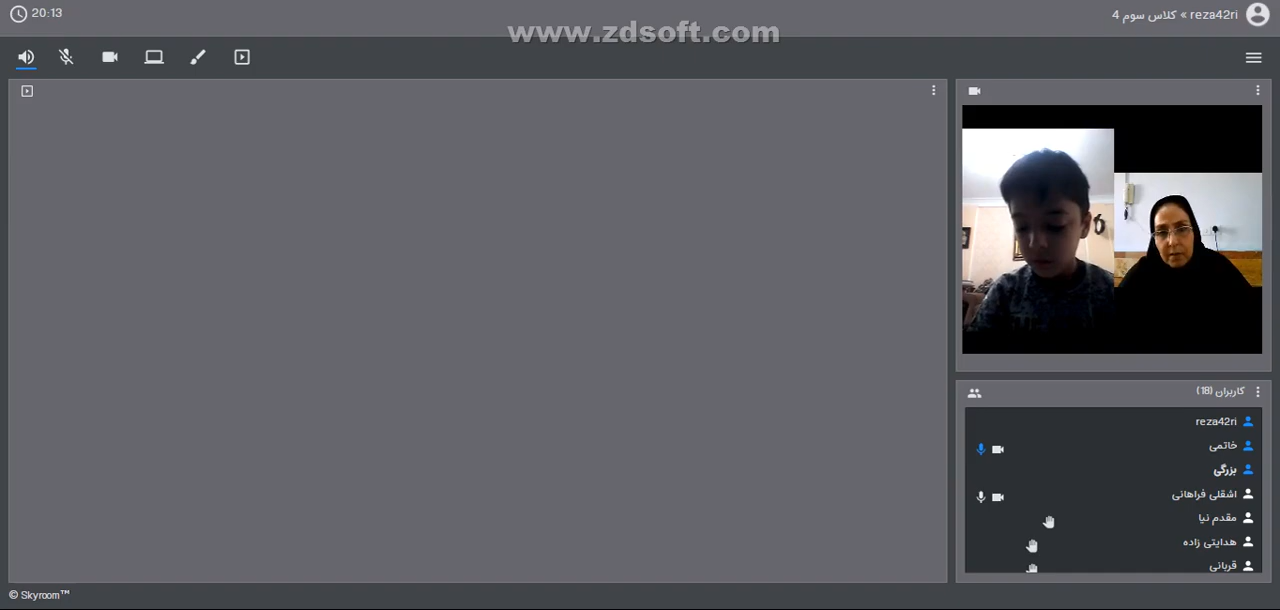 20:13
www.zdsoft.com
reza42ri » کلاس سوم 4
کاربران (18)
reza42ri
خاتمی
بزرگی
اشقلی فراهانی
مقدم نیا
هدایتی زاده
قربانی
© Skyroom™